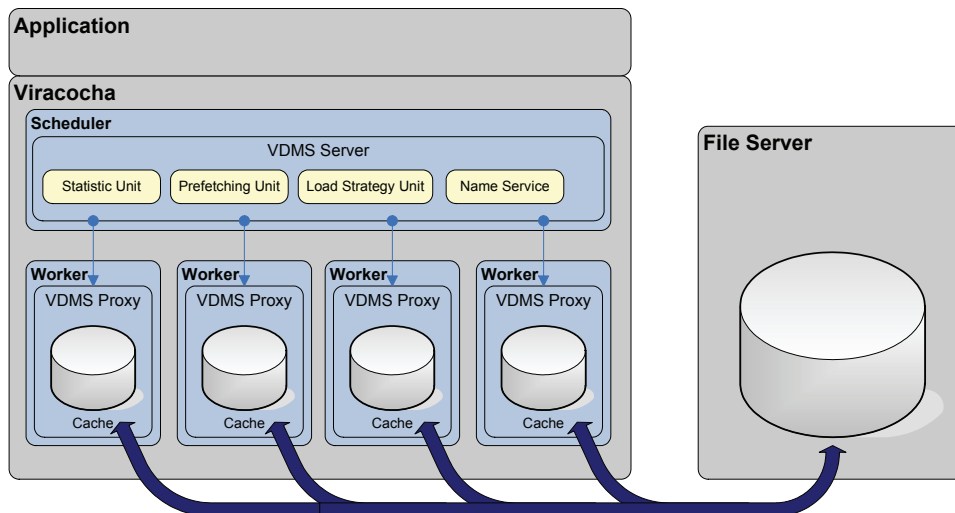 Application
Viracocha
Scheduler
VDMS Server
Statistic Unit
Prefetching Unit
Load Strategy Unit
Name Service
File Server
Worker
VDMS Proxy
Cache
Worker
VDMS Proxy
Cache
Worker
VDMS Proxy
Cache
Worker
VDMS Proxy
Cache